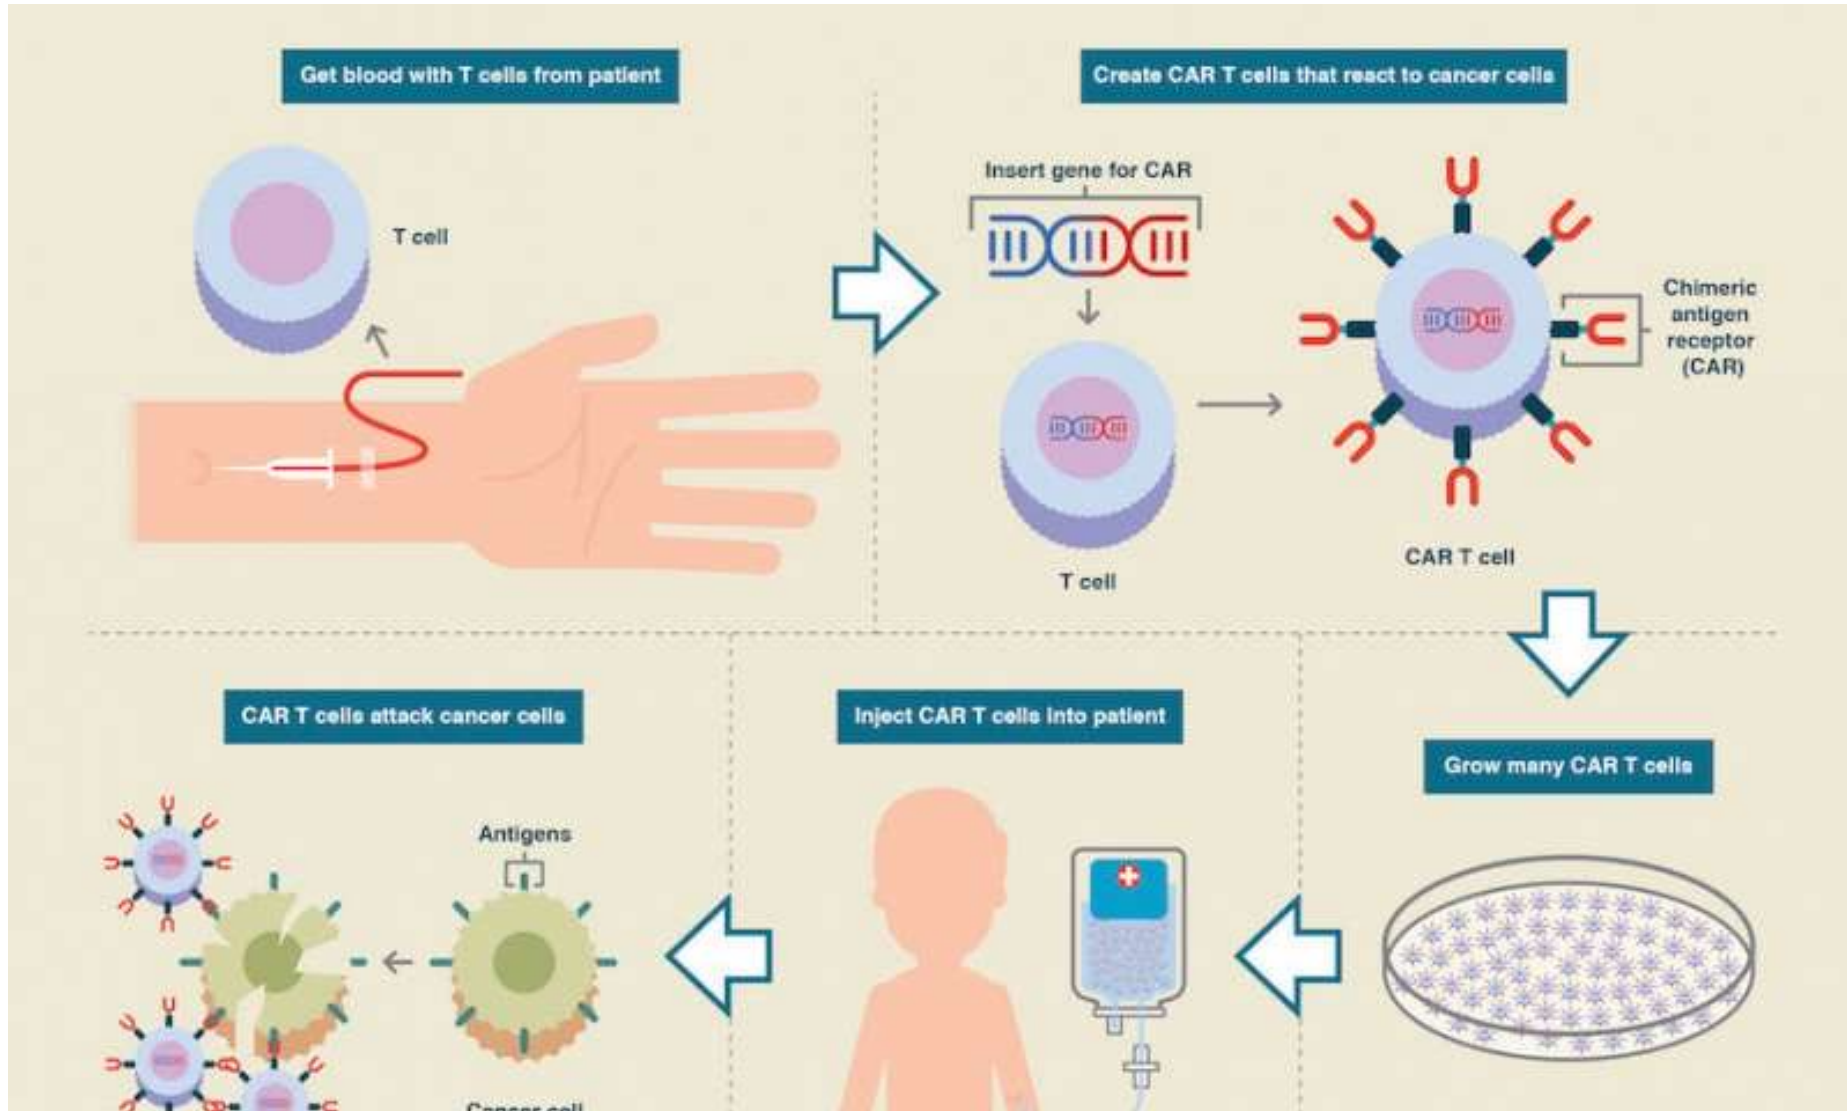 Get blood with T cells from patient
T cell
Create CAR T cells that react to cancer cells
Insert gene for CAR
Chimeric
antigen
receptor
(CAR)
T cell
CAR T cell
Grow many CAR T cells
Inject CAR T cells into patient
CAR T cells attack cancer cells
Antigens
Cancer cell